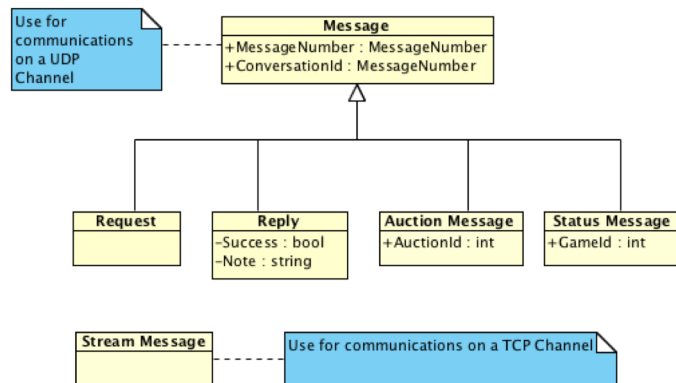 Use for
communications
on a UDP
Channel
Message
+MessageNumber : MessageNumber
+ConversationId : MessageNumber
Request
Reply
-Success : bool
-Note : string
Auction Message
+AuctionId : int
Status Message
+GameId : int
Stream Message
Use for communications on a TCP Channel